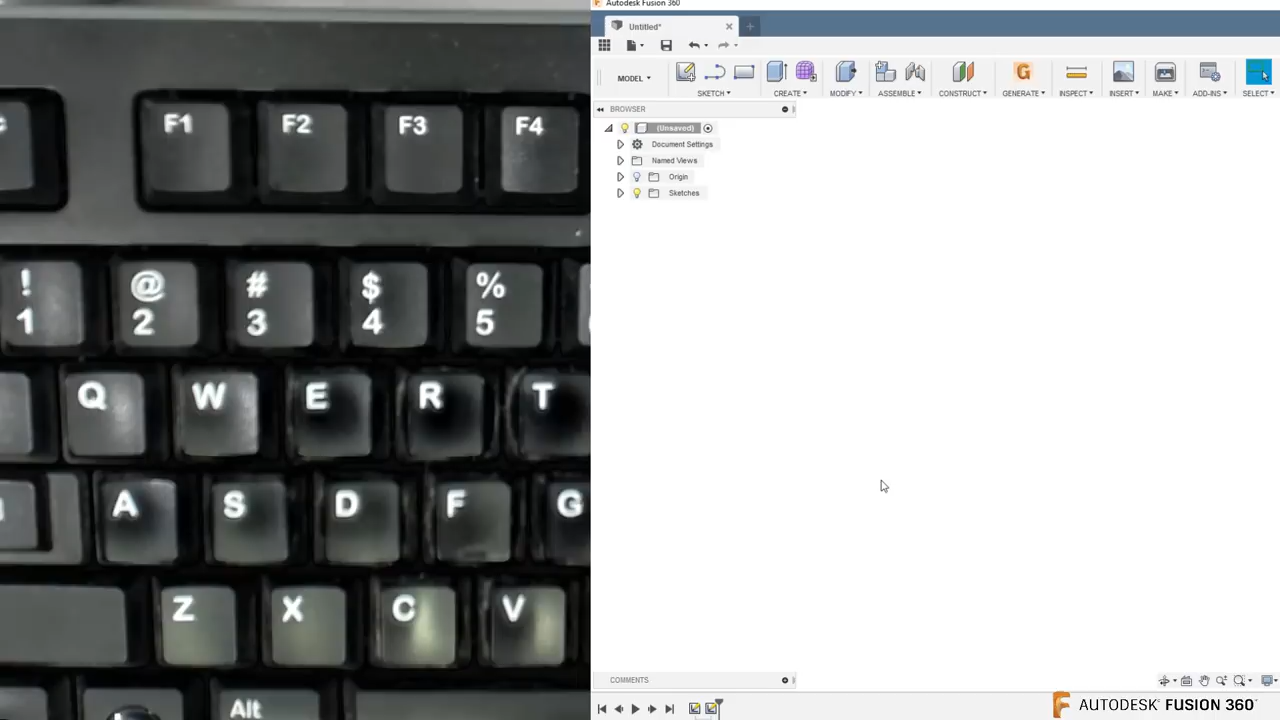 Autodesk Fusion 360
Untitled*
MODEL
SKETCH
CREATE
MODIFY
ASSEMBLE
CONSTRUCT
GENERATE
INSPECT
INSERT
MAKE
ADD-INS
SELECT
BROWSER
(Unsaved)
Document Settings
Named Views
Origin
Sketches
COMMENTS
AUTODESK® FUSION 360™
F1 F2 F3 F4
! @ # $ %
1 2 3 4 5
Q W E R T
A S D F G
Z X C V
Alt